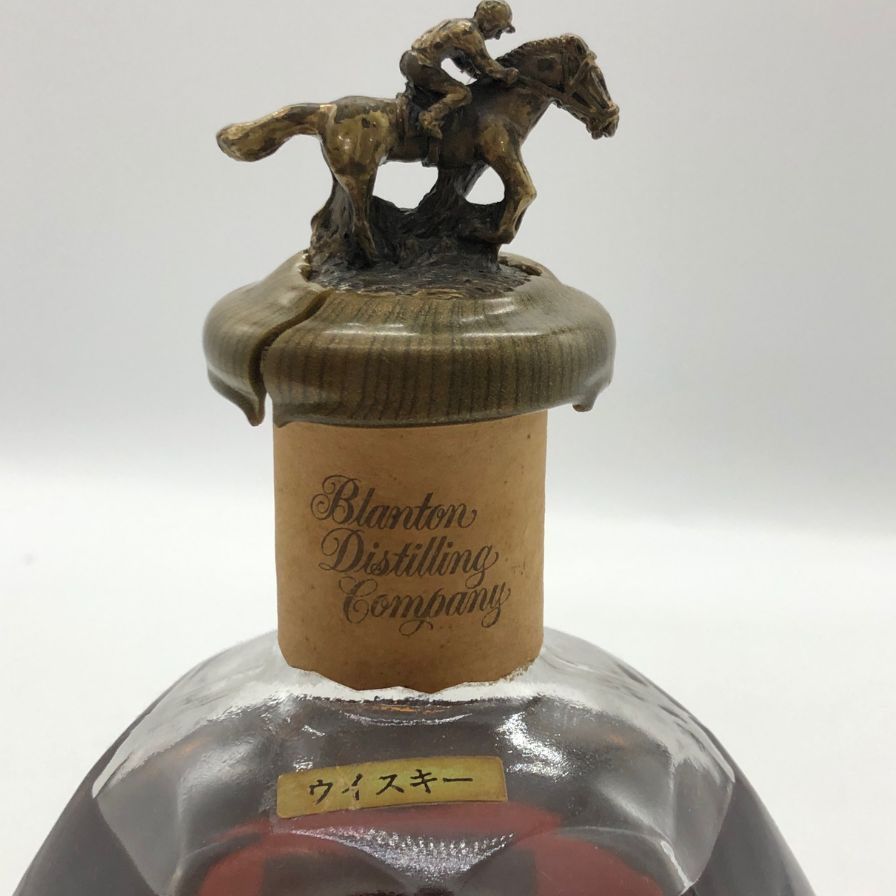 Blanton
Distilling
Company
ウイスキー